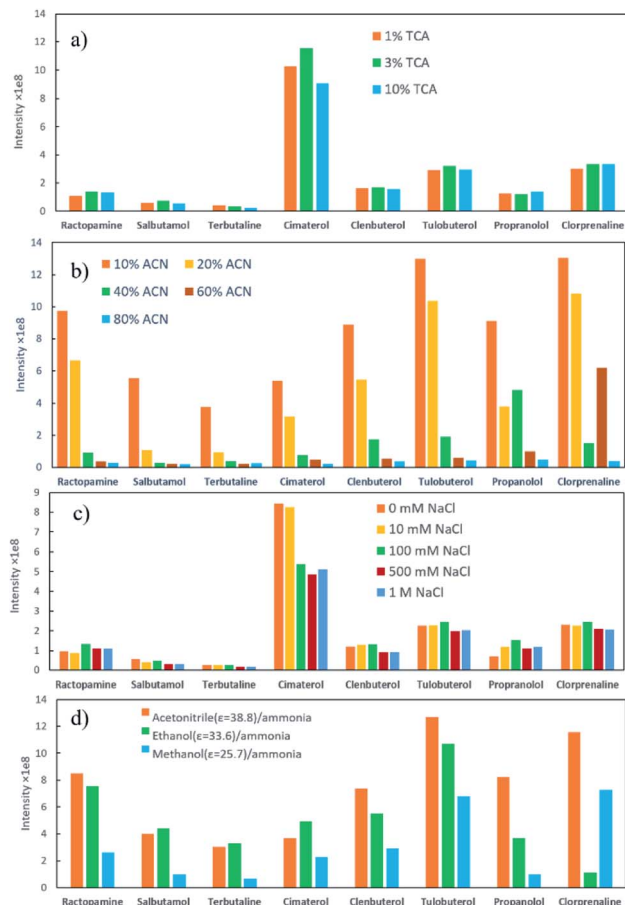 a)
Intensity ×1e8
14
12
10
8
6
4
2
0
1% TCA
3% TCA
10% TCA
Ractopamine Salbutamol Terbutaline Cimaterol Clenbuterol Tulobuterol Propranolol Clorprenaline
b)
Intensity ×1e8
14
12
10
8
6
4
2
0
10% ACN 20% ACN
40% ACN 60% ACN
80% ACN
Ractopamine Salbutamol Terbutaline Cimaterol Clenbuterol Tulobuterol Propanolol Clorprenaline
c)
Intensity ×1e8
9
8
7
6
5
4
3
2
1
0
0 mM NaCl
10 mM NaCl
100 mM NaCl
500 mM NaCl
1 M NaCl
Ractopamine Salbutamol Terbutaline Cimaterol Clenbuterol Tulobuterol Propranolol Clorprenaline
d)
Intensity ×1e8
14
12
10
8
6
4
2
0
Acetonitrile(ε=38.8)/ammonia
Ethanol(ε=33.6)/ammonia
Methanol(ε=25.7)/ammonia
Ractopamine Salbutamol Terbutaline Cimaterol Clenbuterol Tulobuterol Propanolol Clorprenaline